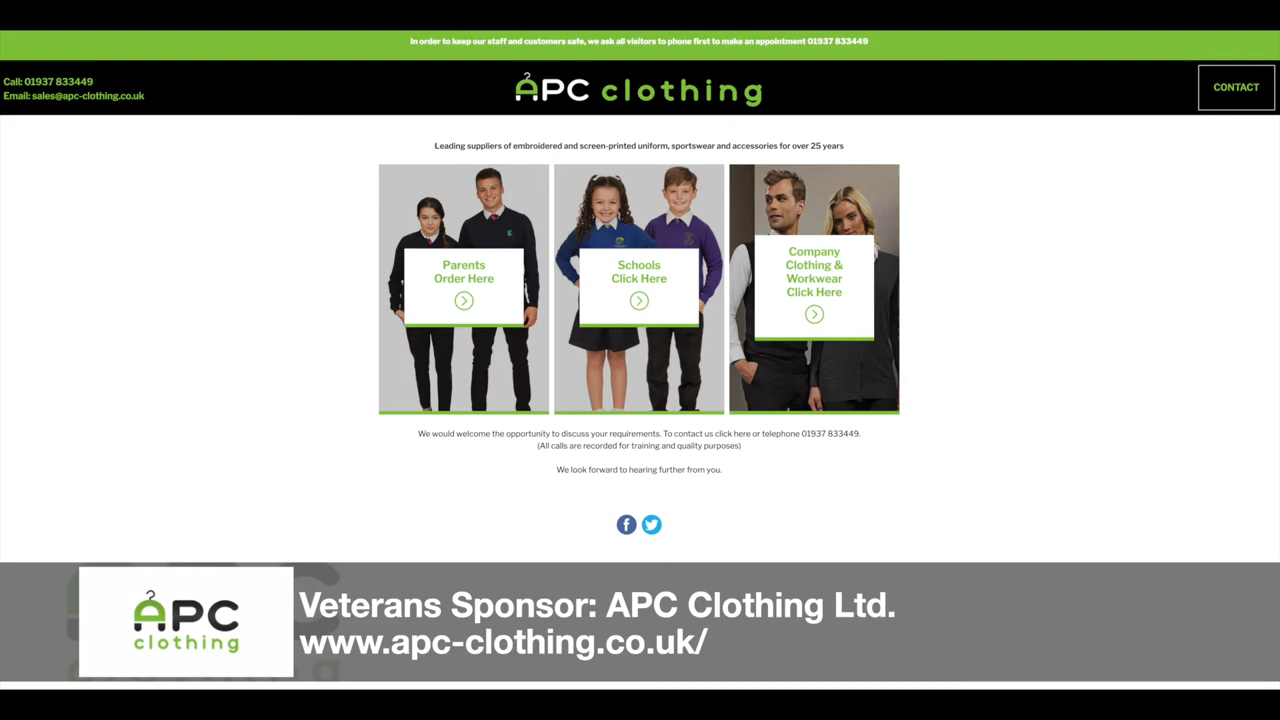 In order to keep our staff and customers safe, we ask all visitors to phone first to make an appointment 01937 833449
Call: 01937 833449
Email: sales@apc-clothing.co.uk
APC clothing
CONTACT
Leading suppliers of embroidered and screen-printed uniform, sportswear and accessories for over 25 years
Parents
Order Here
Schools
Click Here
Company
Clothing &
Workwear
Click Here
We would welcome the opportunity to discuss your requirements. To contact us click here or telephone 01937 833449.
(All calls are recorded for training and quality purposes)
We look forward to hearing further from you.
APC
clothing
Veterans Sponsor: APC Clothing Ltd.
www.apc-clothing.co.uk/